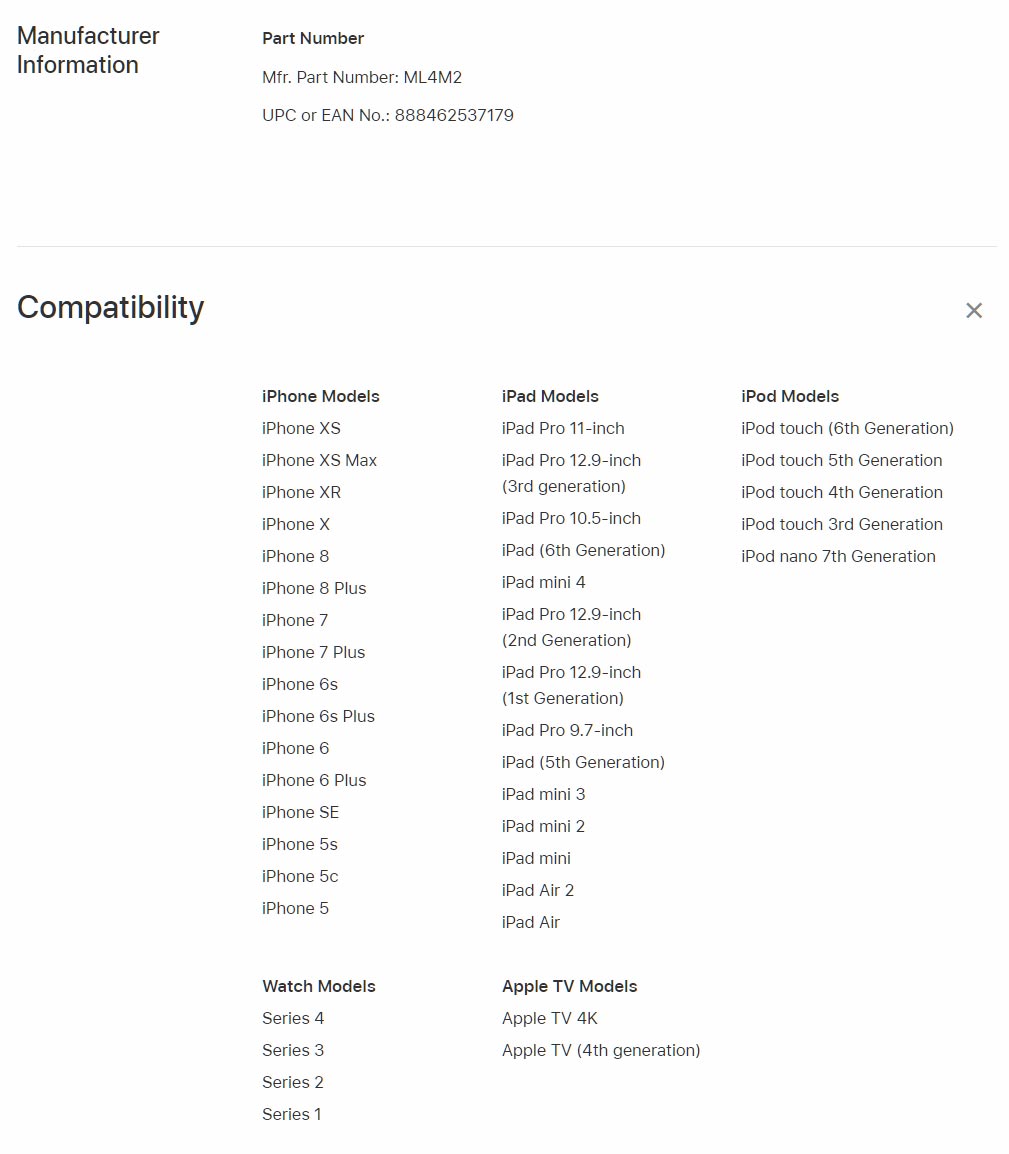 Manufacturer
Information
Part Number
Mfr. Part Number: ML4M2
UPC or EAN No.: 888462537179
Compatibility
iPhone Models
iPhone XS
iPhone XS Max
iPhone XR
iPhone X
iPhone 8
iPhone 8 Plus
iPhone 7
iPhone 7 Plus
iPhone 6s
iPhone 6s Plus
iPhone 6
iPhone 6 Plus
iPhone SE
iPhone 5s
iPhone 5c
iPhone 5
iPad Models
iPad Pro 11-inch
iPad Pro 12.9-inch
(3rd generation)
iPad Pro 10.5-inch
iPad (6th Generation)
iPad mini 4
iPad Pro 12.9-inch
(2nd Generation)
iPad Pro 12.9-inch
(1st Generation)
iPad Pro 9.7-inch
iPad (5th Generation)
iPad mini 3
iPad mini 2
iPad mini
iPad Air 2
iPad Air
iPod Models
iPod touch (6th Generation)
iPod touch 5th Generation
iPod touch 4th Generation
iPod touch 3rd Generation
iPod nano 7th Generation
Watch Models
Series 4
Series 3
Series 2
Series 1
Apple TV Models
Apple TV 4K
Apple TV (4th generation)